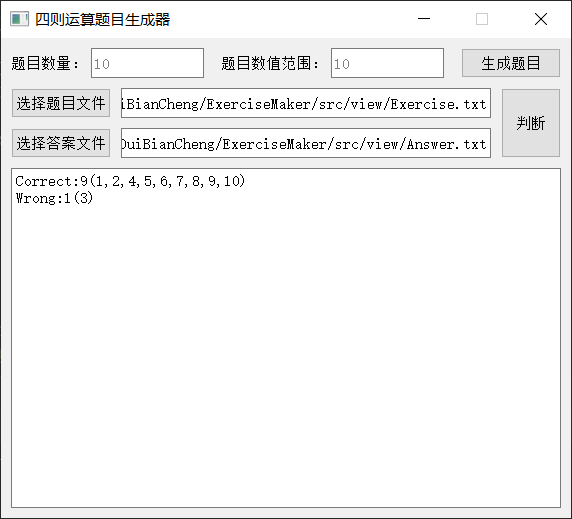 四则运算题目生成器
题目数量： 10 题目数值范围： 10 生成题目
选择题目文件 iBianCheng/ExerciseMaker/src/view/Exercise.txt 判断
选择答案文件 DuiBianCheng/ExerciseMaker/src/view/Answer.txt
Correct:9(1,2,4,5,6,7,8,9,10)
Wrong:1(3)